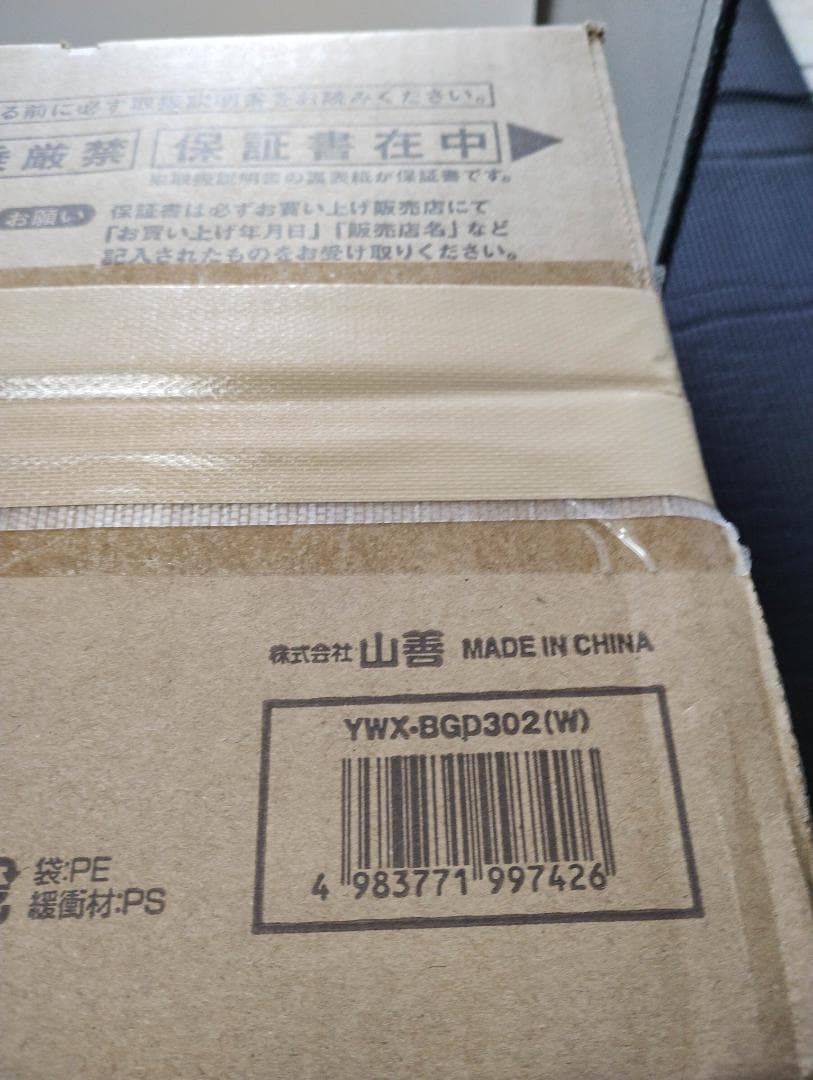 る前に必ず取扱説明書をお読みください。
厳禁 保証書在中
取扱説明書の裏表紙が保証書です。
お願い 保証書は必ずお買い上げ販売店にて
「お買い上げ年月日」「販売店名」など
記入されたものをお受け取りください。
株式会社 山善 MADE IN CHINA
YWX-BGD302(W)
4 983771 997426
袋:PE
緩衝材:PS